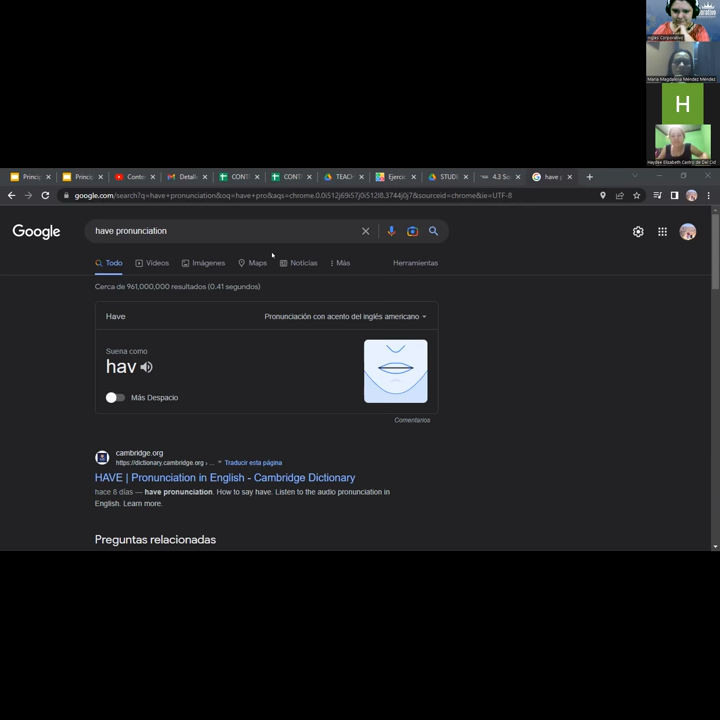 Ingles Corporativo
Maria Magdalena Méndez Méndez
H
Haydee Elizabeth Castro de Del Cid
Princip
Princip
Conte
Detalle
CONT
CONTA
TEACH
Ejercic
STUDE
4.3 So
have p
google.com/search?q=have+pronunciation&oq=have+pro&aqs=chrome.0.0i512j69i57j0i512l8.3744j0j7&sourceid=chrome&ie=UTF-8
Google
have pronunciation
Todo
Videos
Imágenes
Maps
Noticias
Más
Herramientas
Cerca de 961,000,000 resultados (0.41 segundos)
Have
Pronunciación con acento del inglés americano
Suena como
hav
Más Despacio
Comentarios
cambridge.org
https://dictionary.cambridge.org › ...
Traducir esta página
HAVE | Pronunciation in English - Cambridge Dictionary
hace 8 días — have pronunciation. How to say have. Listen to the audio pronunciation in
English. Learn more.
Preguntas relacionadas